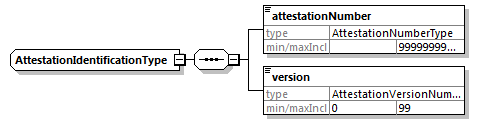 attestationNumber
type AttestationNumberType
min/maxIncl 99999999...
AttestationIdentificationType
version
type AttestationVersionNum...
min/maxIncl 0 99